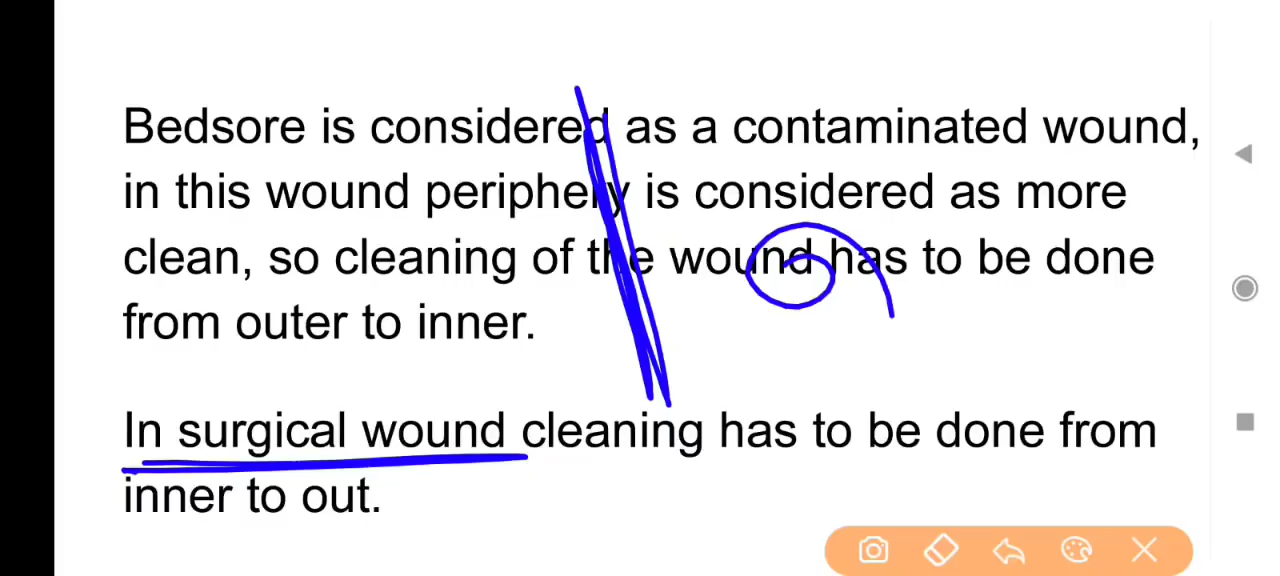 Bedsore is considered as a contaminated wound,
in this wound periphery is considered as more
clean, so cleaning of the wound has to be done
from outer to inner.
In surgical wound cleaning has to be done from
inner to out.